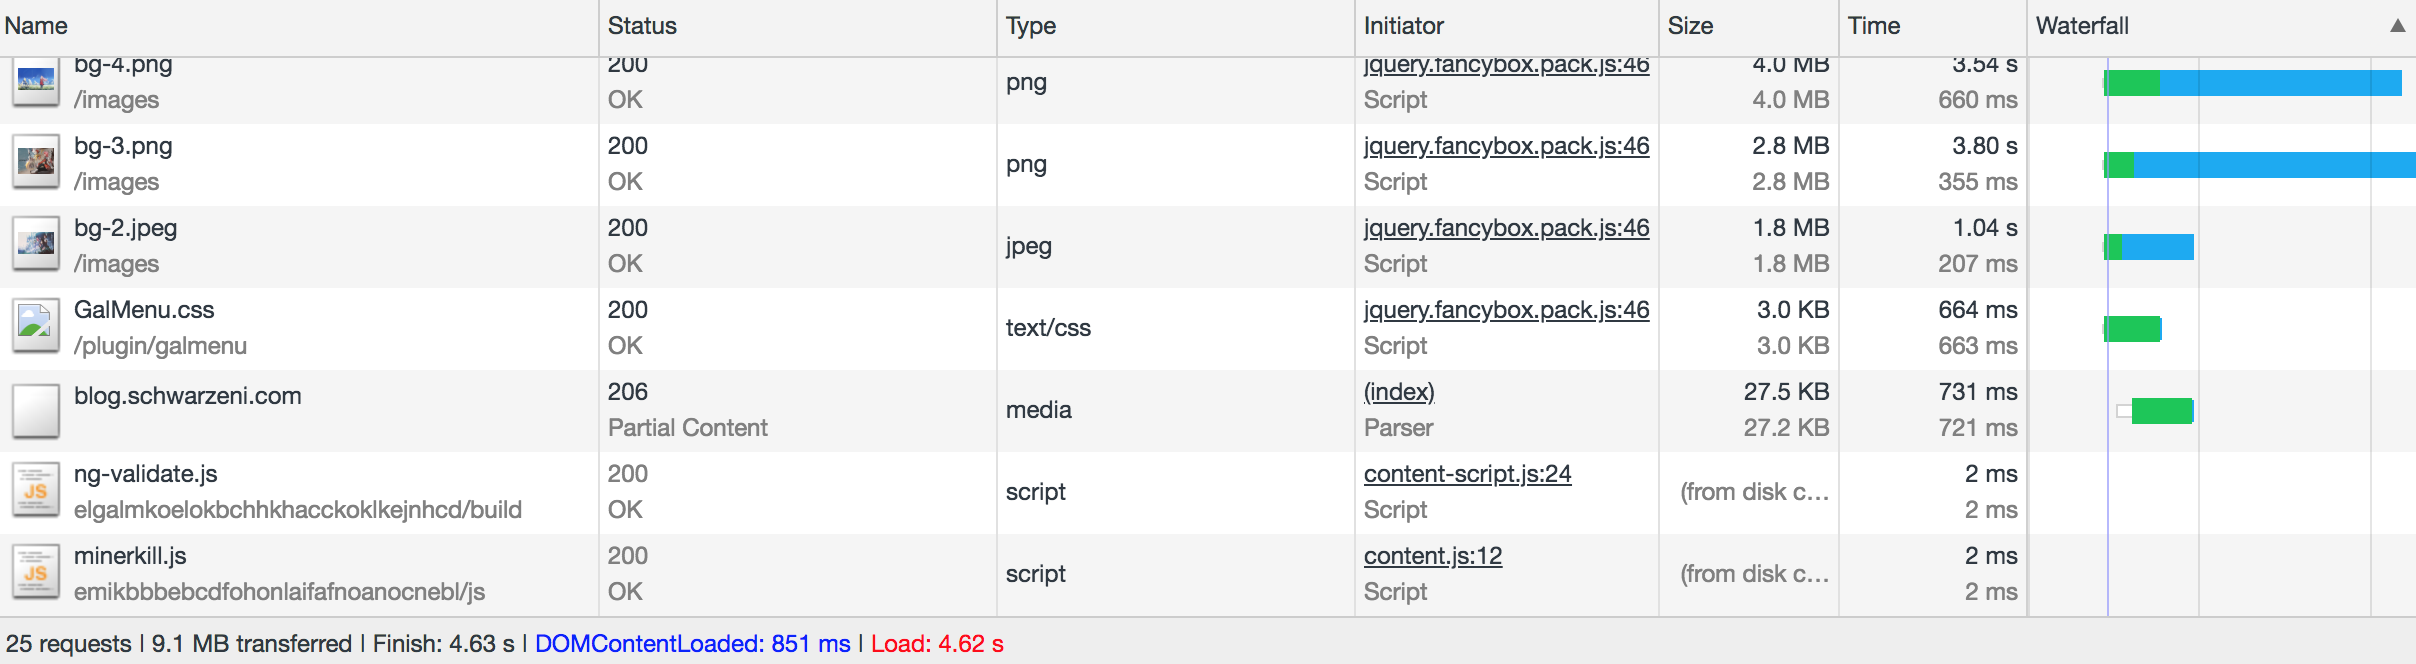 Name Status Type Initiator Size Time Waterfall
bg-4.png 200 jquery.fancybox.pack.js:46 4.0 MB 3.54 s
png
/images OK Script 4.0 MB 660 ms
bg-3.png 200 jquery.fancybox.pack.js:46 2.8 MB 3.80 s
png
/images OK Script 2.8 MB 355 ms
bg-2.jpeg 200 jquery.fancybox.pack.js:46 1.8 MB 1.04 s
jpeg
/images OK Script 1.8 MB 207 ms
GalMenu.css 200 jquery.fancybox.pack.js:46 3.0 KB 664 ms
text/css
/plugin/galmenu OK Script 3.0 KB 663 ms
blog.schwarzeni.com 206 (index) 27.5 KB 731 ms
media
Partial Content Parser 27.2 KB 721 ms
ng-validate.js 200 content-script.js:24 2 ms
JS script (from disk c...
elgalmkoelokbchhkhacckoklkejnhcd/build OK Script 2 ms
minerkill.js 200 content.js:12 2 ms
JS script (from disk c...
emikbbbebcdfohonlaifafnoanocnebl/js OK Script 2 ms
25 requests | 9.1 MB transferred | Finish: 4.63 s | DOMContentLoaded: 851 ms | Load: 4.62 s